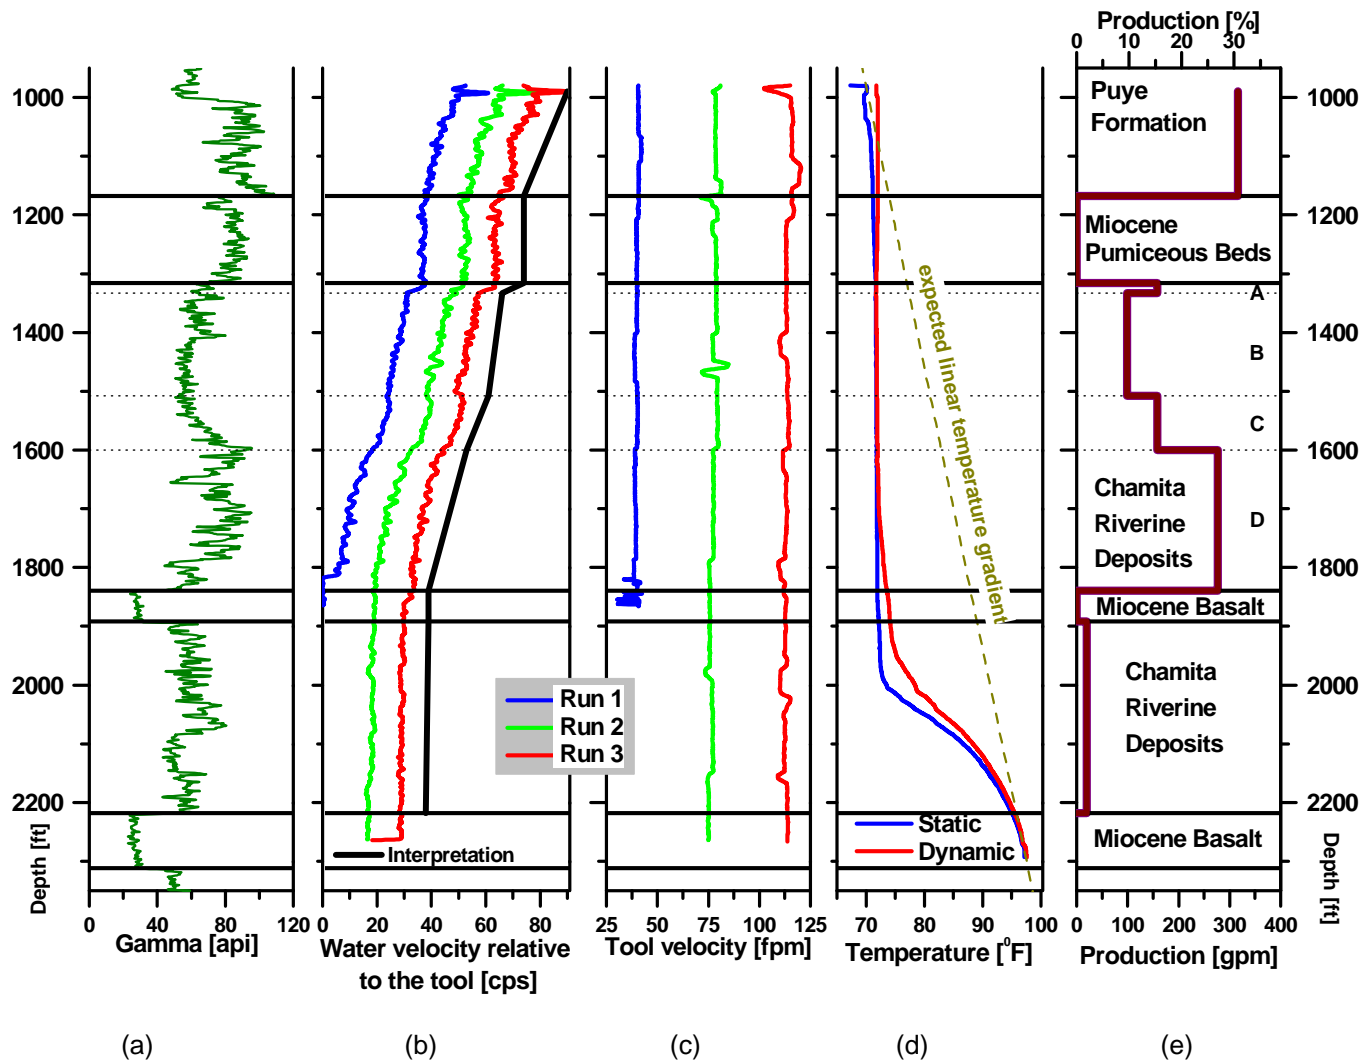 Production [%]
0 10 20 30
1000
1200
1400
1600
1800
2000
2200
Depth [ft]
0 40 80 120
Gamma [api]
0 20 40 60 80
Water velocity relative
to the tool [cps]
Interpretation
Run 1
Run 2
Run 3
25 50 75 100 125
Tool velocity [fpm]
expected linear temperature gradient
Static
Dynamic
70 80 90 100
Temperature [⁰F]
Puye
Formation
Miocene
Pumiceous Beds
A
B
C
Chamita
Riverine
Deposits
D
Miocene Basalt
Chamita
Riverine
Deposits
Miocene Basalt
1000
1200
1400
1600
1800
2000
2200
Depth [ft]
0 100 200 300 400
Production [gpm]
(a) (b) (c) (d) (e)